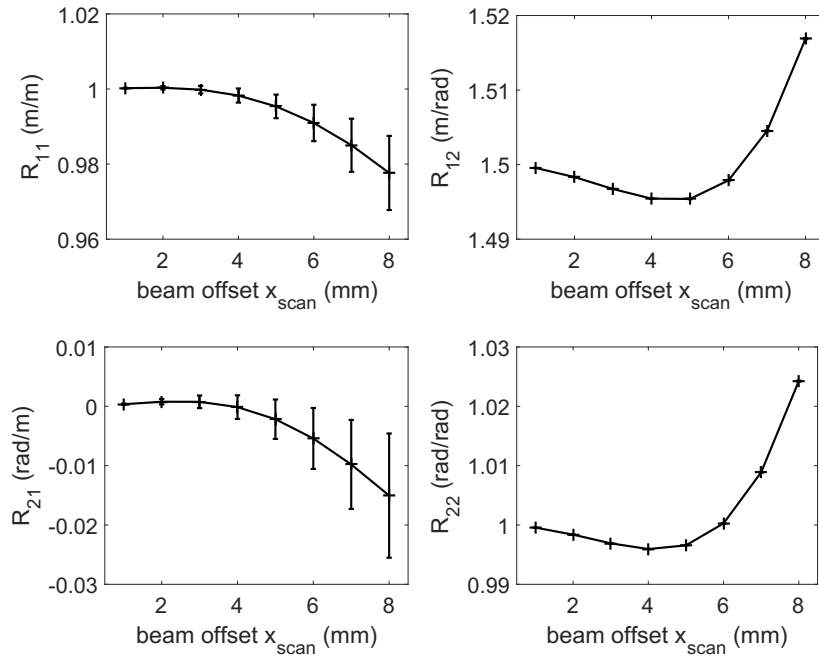 1.02
1
0.98
0.96
R11 (m/m)
2 4 6 8
beam offset xscan (mm)
1.52
1.51
1.5
1.49
R12 (m/rad)
2 4 6 8
beam offset xscan (mm)
0.01
0
-0.01
-0.02
-0.03
R21 (rad/m)
2 4 6 8
beam offset xscan (mm)
1.03
1.02
1.01
1
0.99
R22 (rad/rad)
2 4 6 8
beam offset xscan (mm)